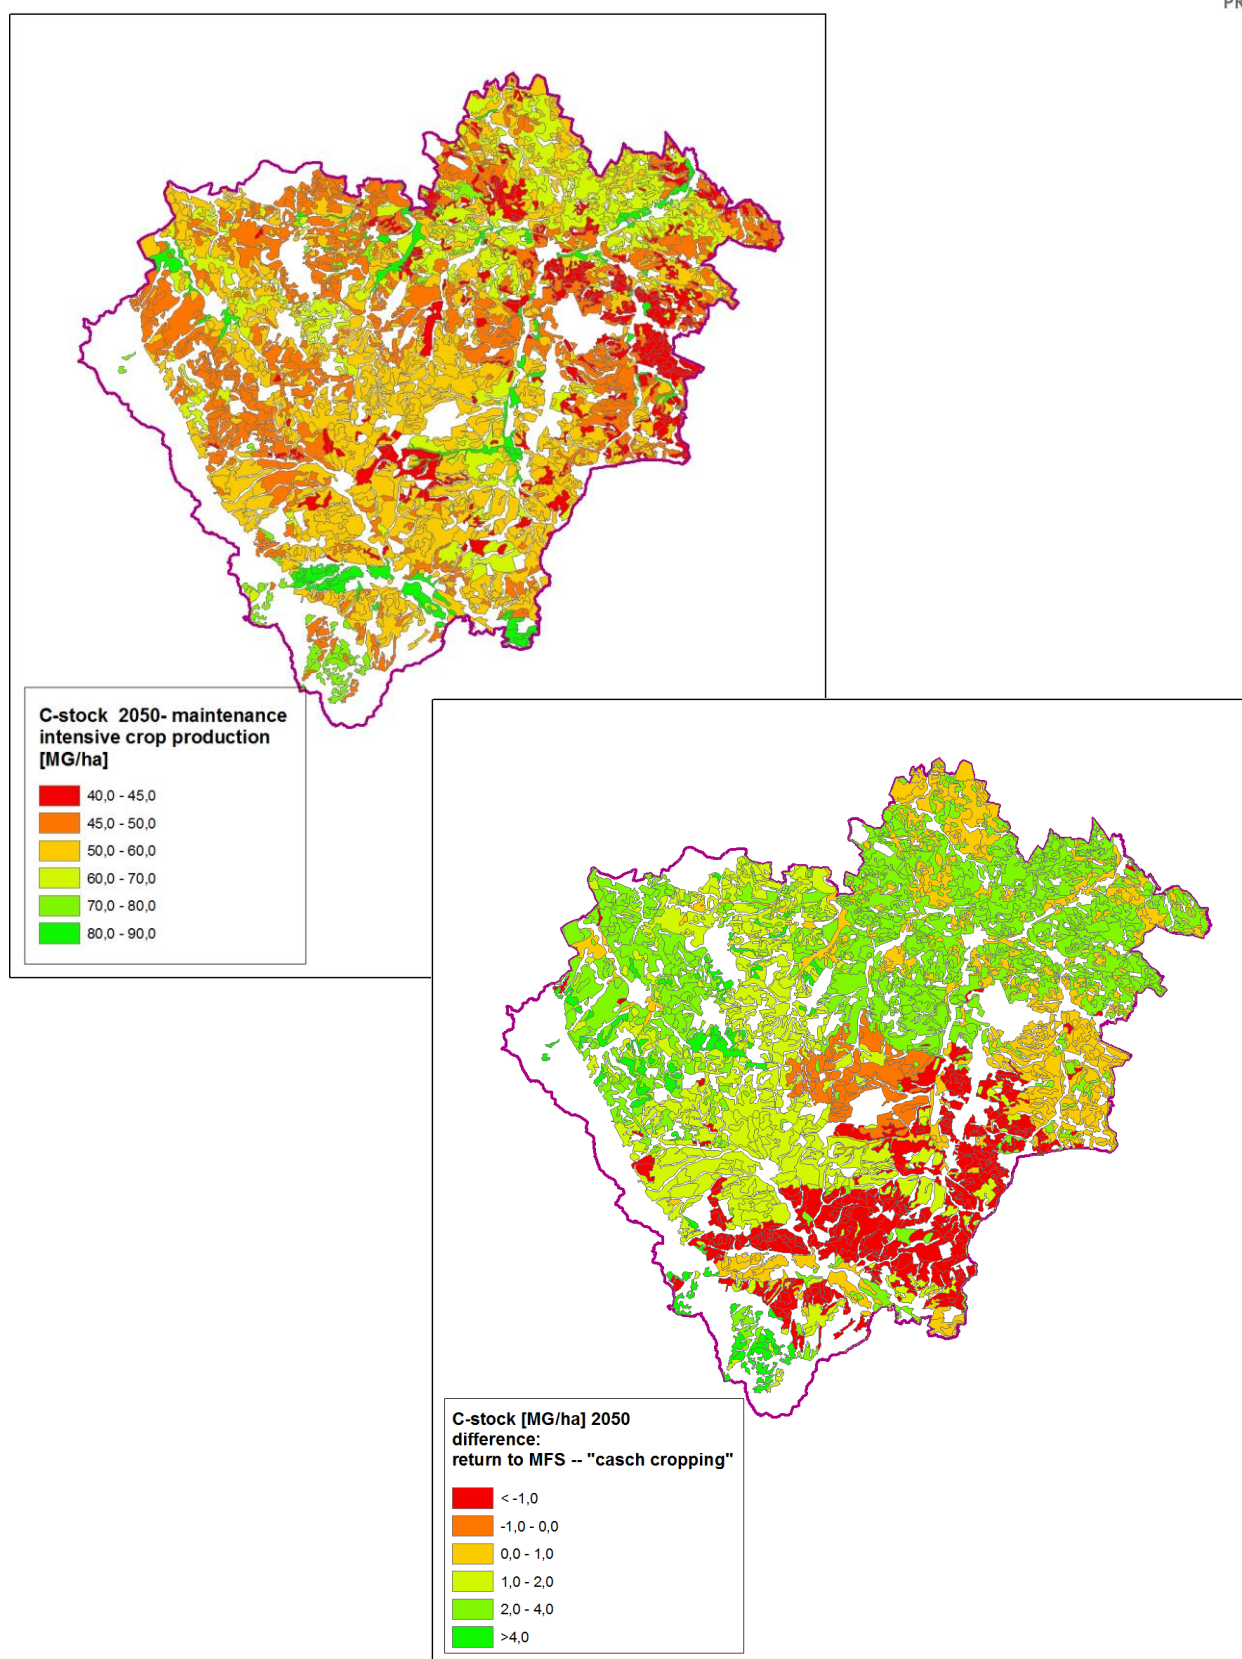 PR
C-stock 2050- maintenance
intensive crop production
[MG/ha]
40,0 - 45,0
45,0 - 50,0
50,0 - 60,0
60,0 - 70,0
70,0 - 80,0
80,0 - 90,0
C-stock [MG/ha] 2050
difference:
return to MFS -- "casch cropping"
< -1,0
-1,0 - 0,0
0,0 - 1,0
1,0 - 2,0
2,0 - 4,0
>4,0